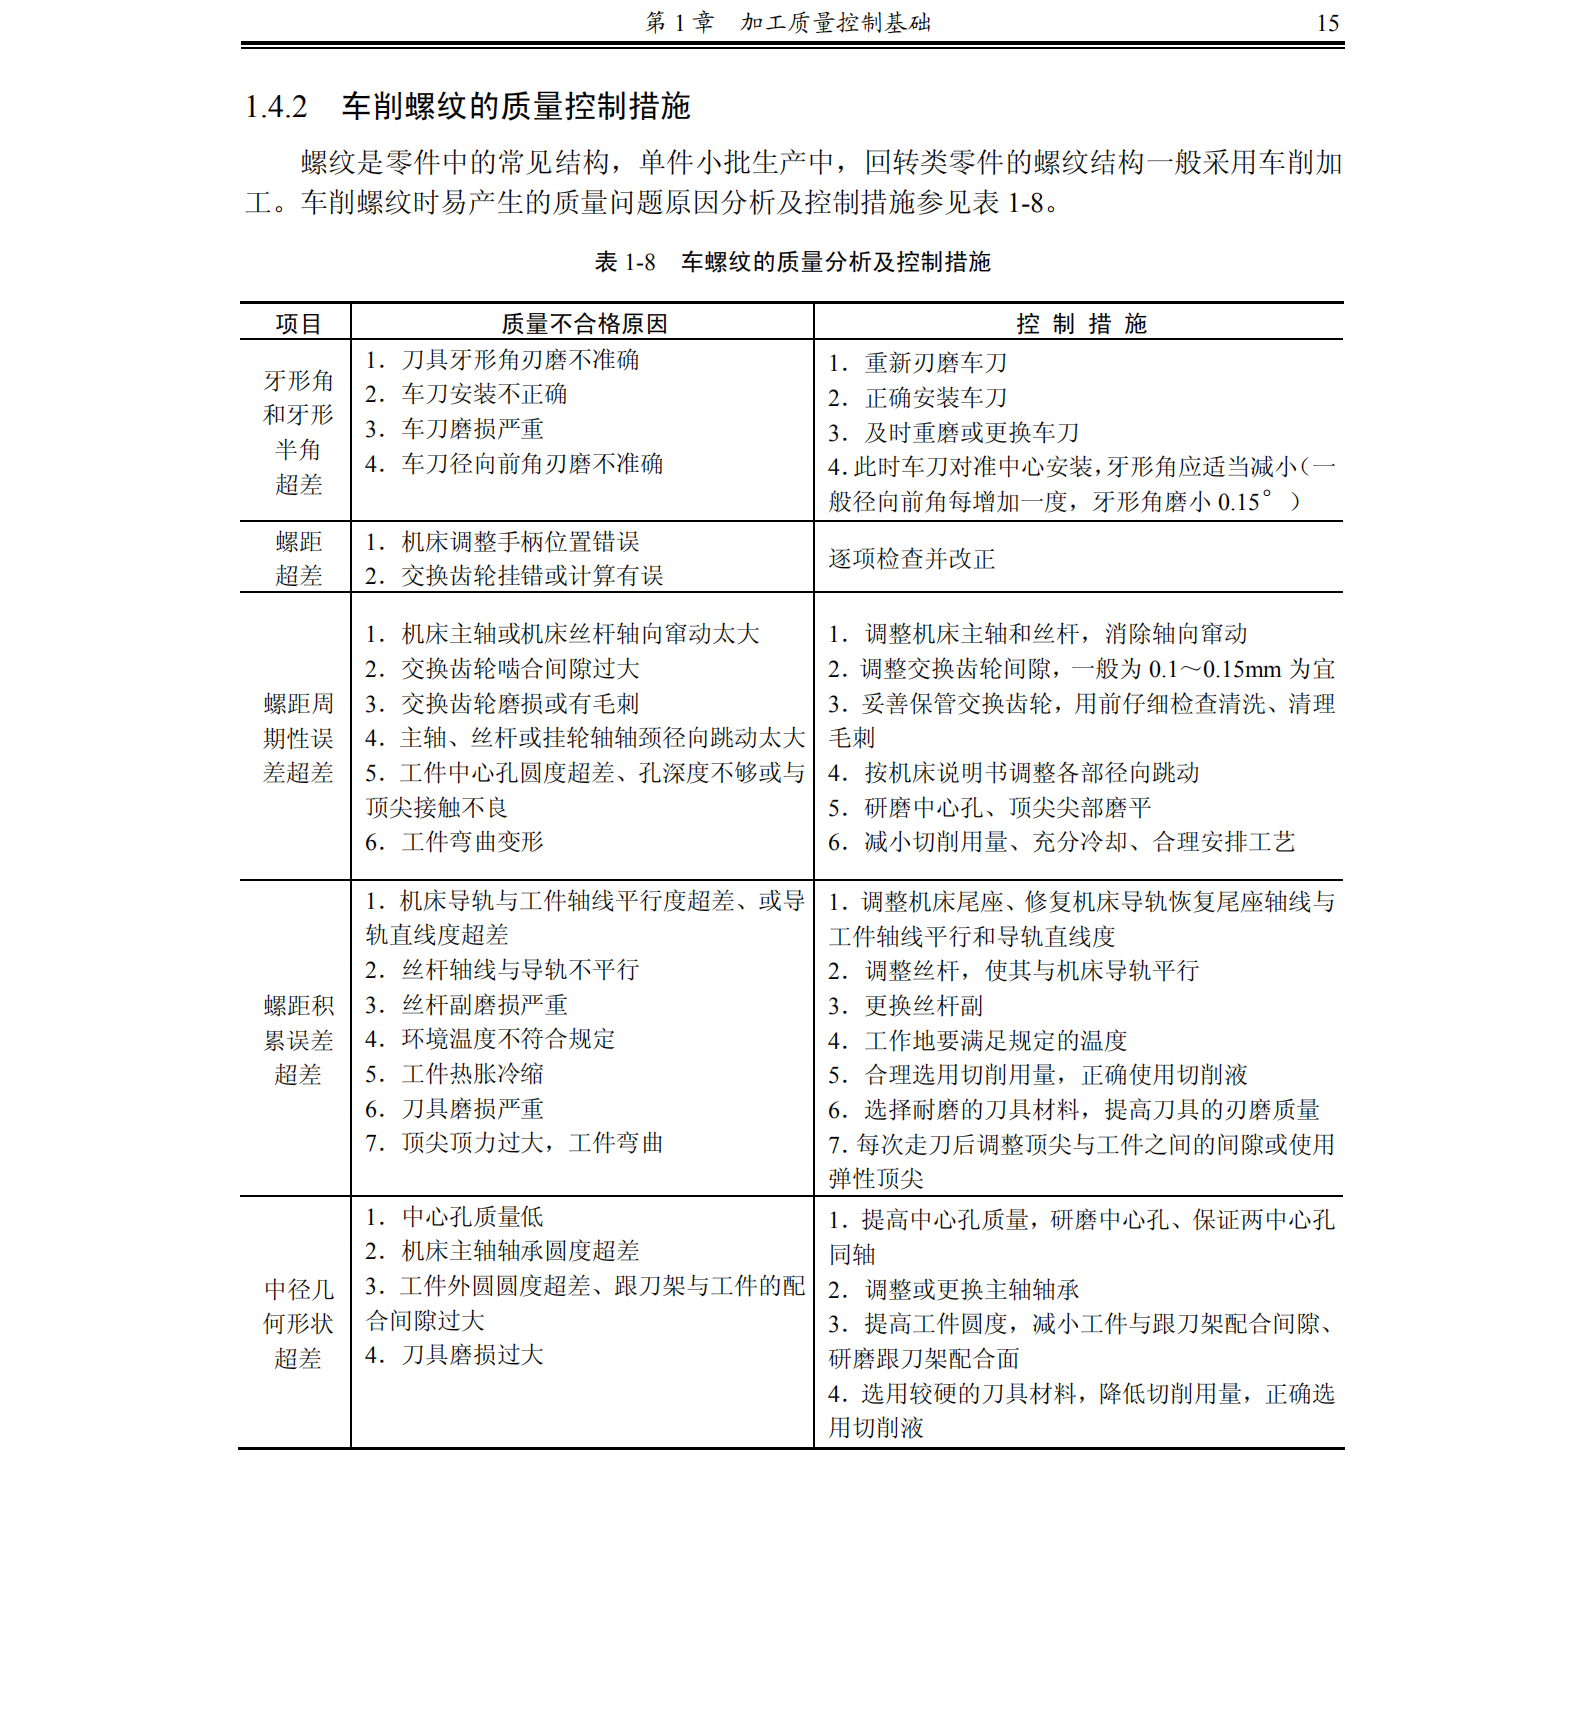 第 1 章　加工质量控制基础　15
1.4.2　车削螺纹的质量控制措施
螺纹是零件中的常见结构，单件小批生产中，回转类零件的螺纹结构一般采用车削加
工。车削螺纹时易产生的质量问题原因分析及控制措施参见表 1-8。
表 1-8　车螺纹的质量分析及控制措施
项目　质量不合格原因　控 制 措 施
牙形角
和牙形
半角
超差
1．刀具牙形角刃磨不准确
2．车刀安装不正确
3．车刀磨损严重
4．车刀径向前角刃磨不准确
1．重新刃磨车刀
2．正确安装车刀
3．及时重磨或更换车刀
4．此时车刀对准中心安装，牙形角应适当减小（一
般径向前角每增加一度，牙形角磨小 0.15°）
螺距
超差
1．机床调整手柄位置错误
2．交换齿轮挂错或计算有误
逐项检查并改正
螺距周
期性误
差超差
1．机床主轴或机床丝杆轴向窜动太大
2．交换齿轮啮合间隙过大
3．交换齿轮磨损或有毛刺
4．主轴、丝杆或挂轮轴轴颈径向跳动太大
5．工件中心孔圆度超差、孔深度不够或与
顶尖接触不良
6．工件弯曲变形
1．调整机床主轴和丝杆，消除轴向窜动
2．调整交换齿轮间隙，一般为 0.1～0.15mm 为宜
3．妥善保管交换齿轮，用前仔细检查清洗、清理
毛刺
4．按机床说明书调整各部径向跳动
5．研磨中心孔、顶尖尖部磨平
6．减小切削用量、充分冷却、合理安排工艺
螺距积
累误差
超差
1．机床导轨与工件轴线平行度超差、或导
轨直线度超差
2．丝杆轴线与导轨不平行
3．丝杆副磨损严重
4．环境温度不符合规定
5．工件热胀冷缩
6．刀具磨损严重
7．顶尖顶力过大，工件弯曲
1．调整机床尾座、修复机床导轨恢复尾座轴线与
工件轴线平行和导轨直线度
2．调整丝杆，使其与机床导轨平行
3．更换丝杆副
4．工作地要满足规定的温度
5．合理选用切削用量，正确使用切削液
6．选择耐磨的刀具材料，提高刀具的刃磨质量
7．每次走刀后调整顶尖与工件之间的间隙或使用
弹性顶尖
中径几
何形状
超差
1．中心孔质量低
2．机床主轴轴承圆度超差
3．工件外圆圆度超差、跟刀架与工件的配
合间隙过大
4．刀具磨损过大
1．提高中心孔质量，研磨中心孔、保证两中心孔
同轴
2．调整或更换主轴轴承
3．提高工件圆度，减小工件与跟刀架配合间隙、
研磨跟刀架配合面
4．选用较硬的刀具材料，降低切削用量，正确选
用切削液